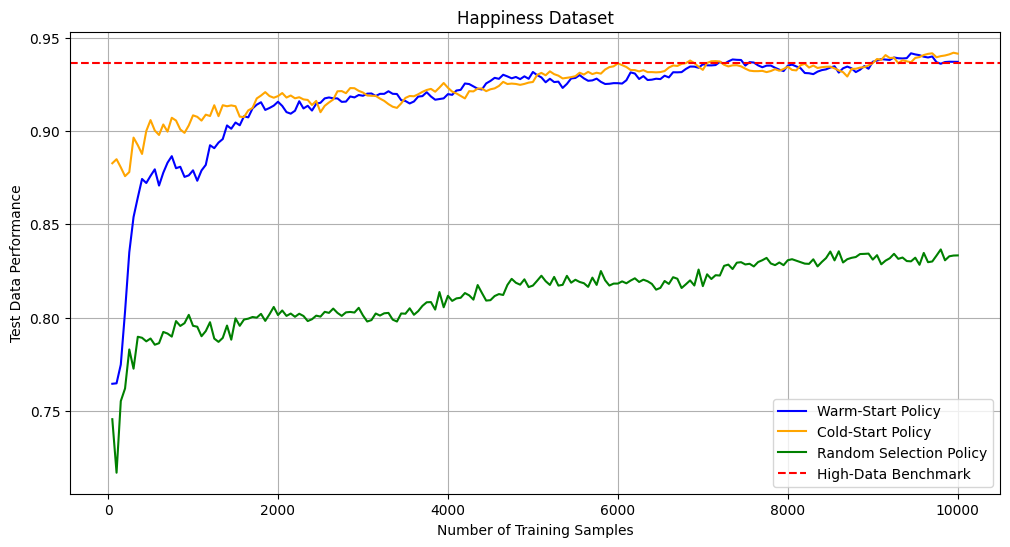 Happiness Dataset
Test Data Performance
0.95
0.90
0.85
0.80
0.75
0
2000
4000
6000
8000
10000
Number of Training Samples
Warm-Start Policy
Cold-Start Policy
Random Selection Policy
High-Data Benchmark